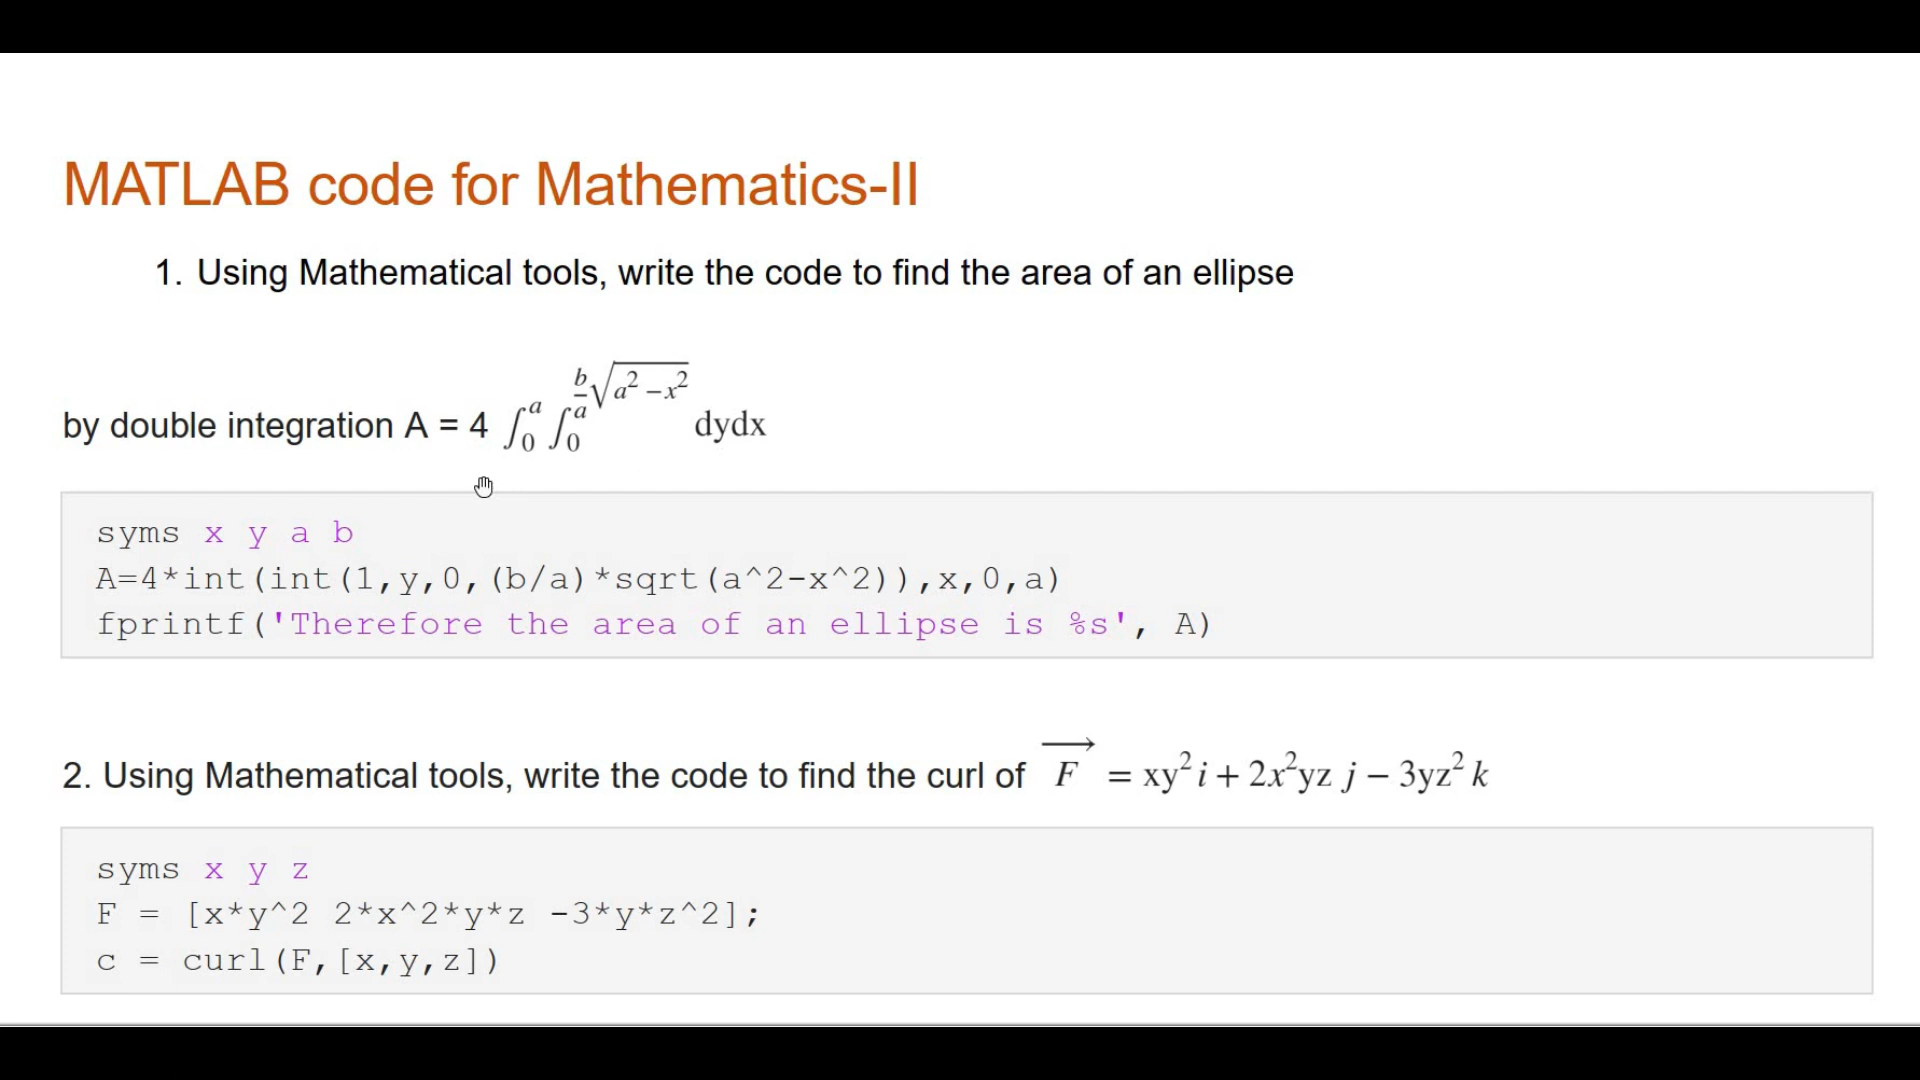 MATLAB code for Mathematics-II
1. Using Mathematical tools, write the code to find the area of an ellipse
by double integration A = 4 ∫₀ᵃ ∫₀^(b/a √(a² − x²)) dydx
syms x y a b
A=4*int(int(1,y,0,(b/a)*sqrt(a^2-x^2)),x,0,a)
fprintf('Therefore the area of an ellipse is %s', A)
2. Using Mathematical tools, write the code to find the curl of F⃗ = xy² i + 2x²yz j − 3yz² k
syms x y z
F = [x*y^2 2*x^2*y*z -3*y*z^2];
c = curl(F,[x,y,z])